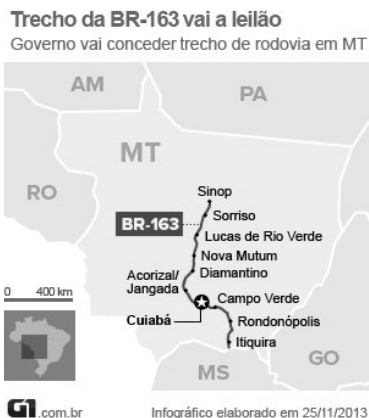 Trecho da BR-163 vai a leilão
Governo vai conceder trecho de rodovia em MT
AM
PA
MT
RO
Sinop
Sorriso
BR-163
Lucas de Rio Verde
Nova Mutum
Diamantino
Acorizal/
Jangada
0 400 km
Campo Verde
Cuiabá
Rondonópolis
Itiquira
MS
GO
G1.com.br
Infográfico elaborado em 25/11/2013